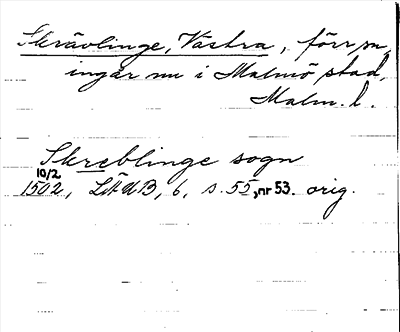 Skrävlinge, Västra, förr sn,
ingår nu i Malmö stad,
Malm. l.
Skreblinge sogn
10/2
1502, LÄUB, 6, s. 55, nr 53. orig.